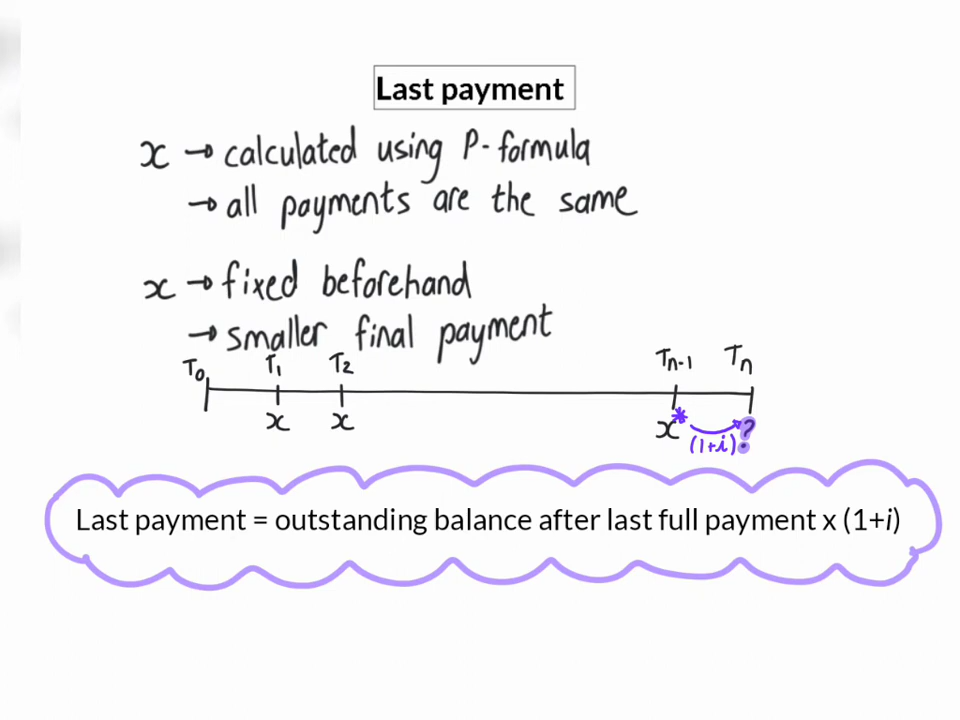 Last payment
x → calculated using P-formula
→ all payments are the same
x → fixed beforehand
→ smaller final payment
T₀ T₁ T₂ Tₙ₋₁ Tₙ
x x x* (1+i) ?
Last payment = outstanding balance after last full payment x (1+i)